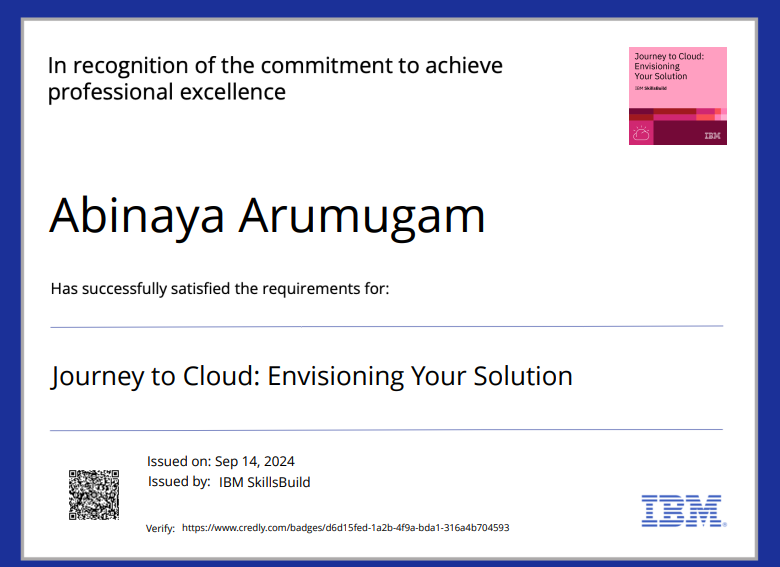 In recognition of the commitment to achieve
professional excellence
Journey to Cloud:
Envisioning
Your Solution
IBM SkillsBuild
IBM
Abinaya Arumugam
Has successfully satisfied the requirements for:
Journey to Cloud: Envisioning Your Solution
Issued on: Sep 14, 2024
Issued by: IBM SkillsBuild
Verify: https://www.credly.com/badges/d6d15fed-1a2b-4f9a-bda1-316a4b704593
IBM®